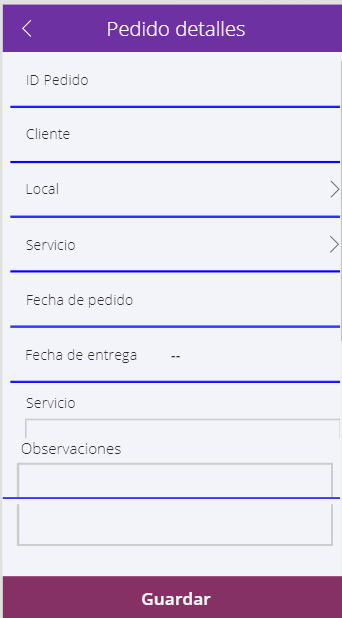 Pedido detalles
ID Pedido
Cliente
Local
Servicio
Fecha de pedido
Fecha de entrega --
Servicio
Observaciones
Guardar